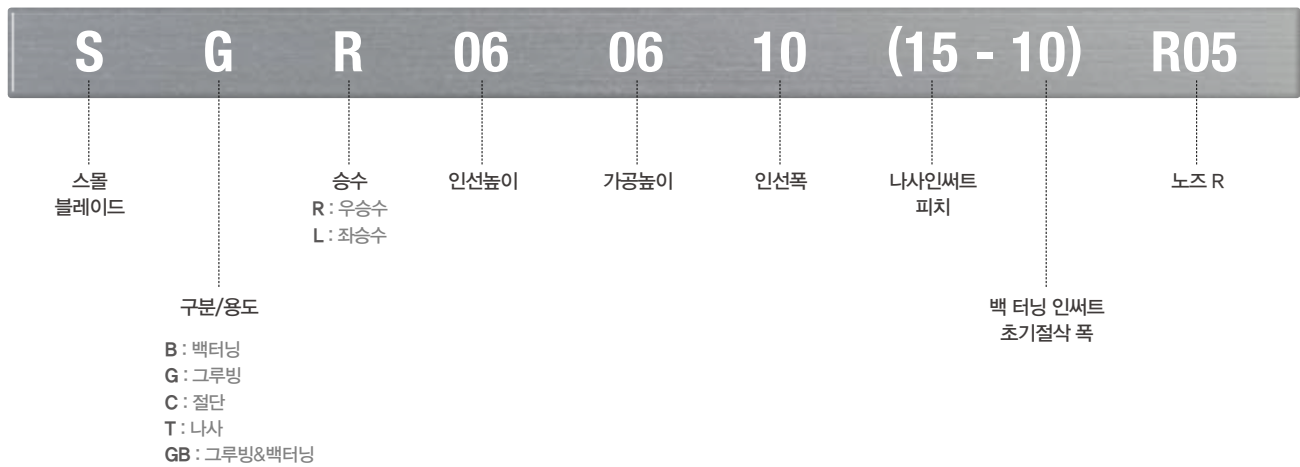 S G R 06 06 10 (15 - 10) R05
스몰
블레이드
승수
R : 우승수
L : 좌승수
인선높이
가공높이
인선폭
나사인써트
피치
노즈 R
구분/용도
B : 백터닝
G : 그루빙
C : 절단
T : 나사
GB : 그루빙&백터닝
백 터닝 인써트
초기절삭 폭